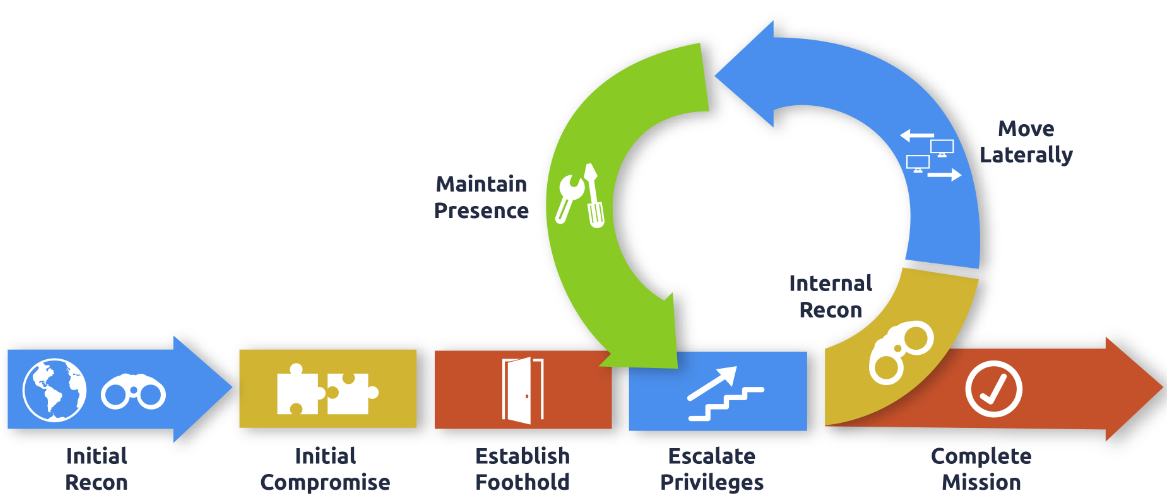 Move
Laterally
Maintain
Presence
Internal
Recon
Initial
Recon
Initial
Compromise
Establish
Foothold
Escalate
Privileges
Complete
Mission